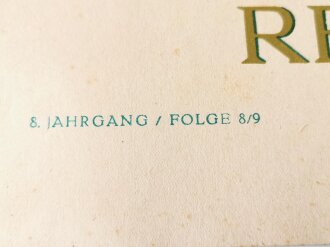 RE
8. JAHRGANG / FOLGE 8/9